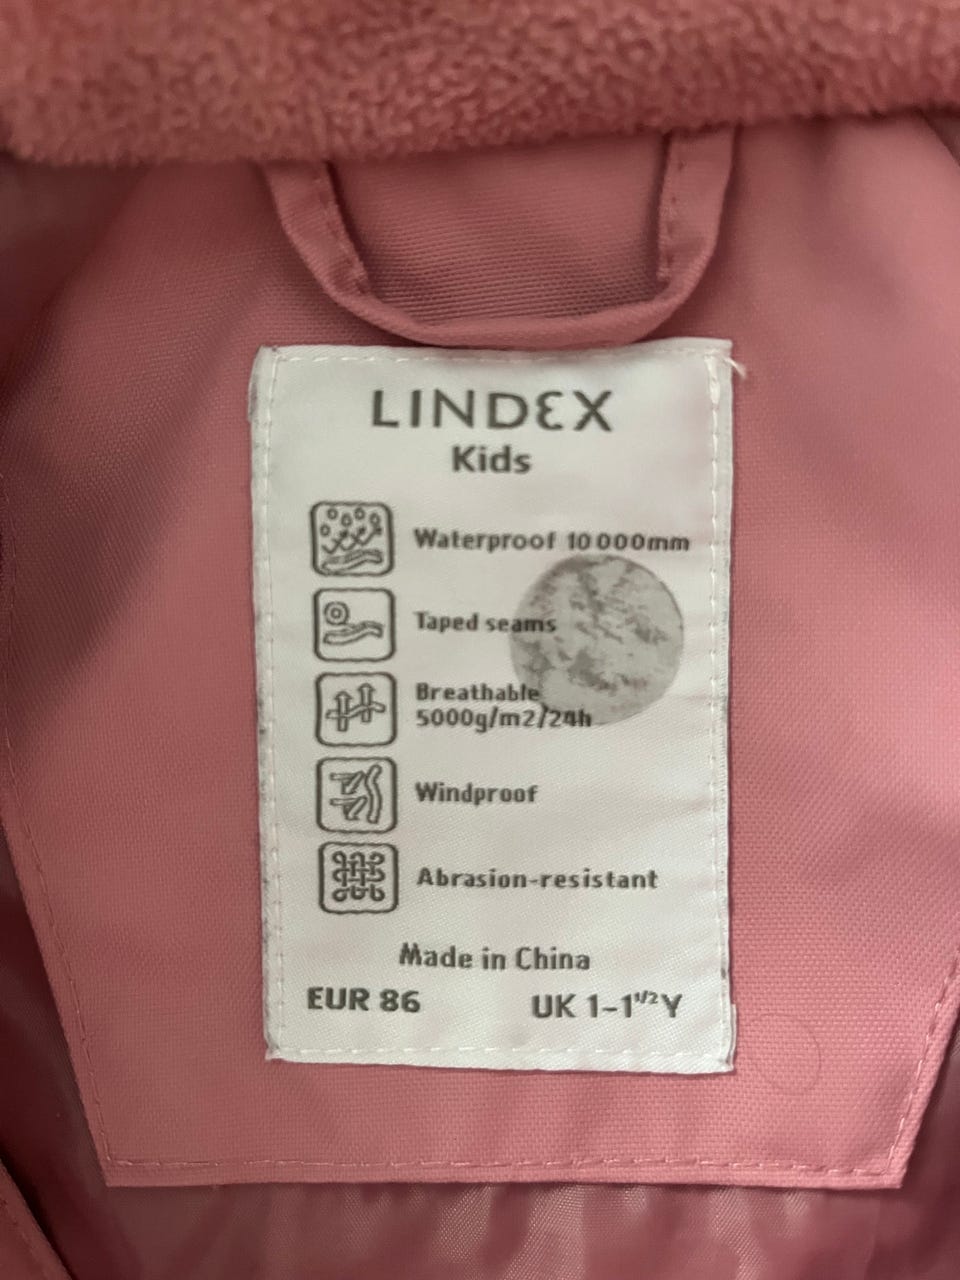 LINDEX
Kids
Waterproof 10 000mm
Taped seams
Breathable
5000g/m2/24h
Windproof
Abrasion-resistant
Made in China
EUR 86 UK 1-1½Y